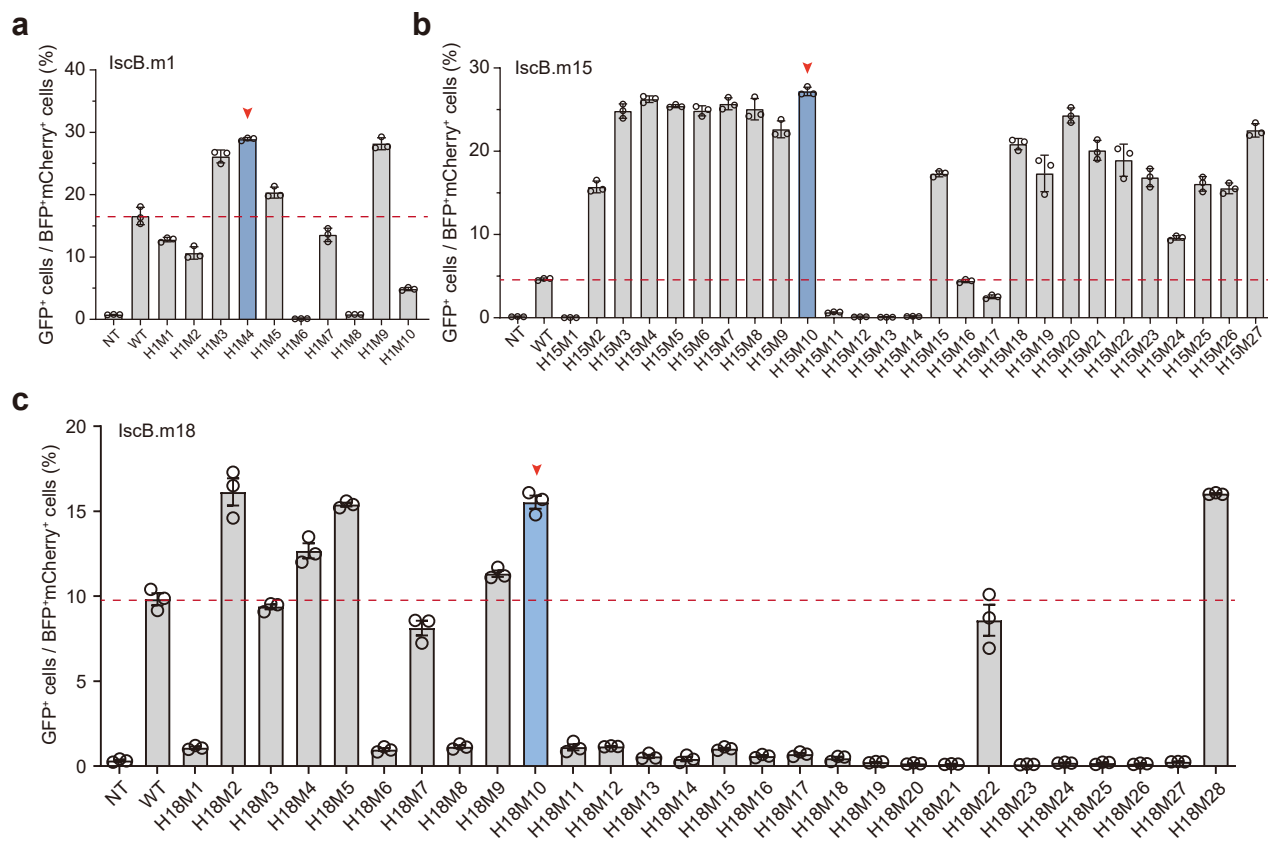 a
IscB.m1
GFP⁺ cells / BFP⁺mCherry⁺ cells (%)
40
30
20
10
0
NT
WT
H1M1
H1M2
H1M3
H1M4
H1M5
H1M6
H1M7
H1M8
H1M9
H1M10
b
IscB.m15
GFP⁺ cells / BFP⁺mCherry⁺ cells (%)
30
20
10
0
NT
WT
H15M1
H15M2
H15M3
H15M4
H15M5
H15M6
H15M7
H15M8
H15M9
H15M10
H15M11
H15M12
H15M13
H15M14
H15M15
H15M16
H15M17
H15M18
H15M19
H15M20
H15M21
H15M22
H15M23
H15M24
H15M25
H15M26
H15M27
c
IscB.m18
GFP⁺ cells / BFP⁺mCherry⁺ cells (%)
20
15
10
5
0
NT
WT
H18M1
H18M2
H18M3
H18M4
H18M5
H18M6
H18M7
H18M8
H18M9
H18M10
H18M11
H18M12
H18M13
H18M14
H18M15
H18M16
H18M17
H18M18
H18M19
H18M20
H18M21
H18M22
H18M23
H18M24
H18M25
H18M26
H18M27
H18M28